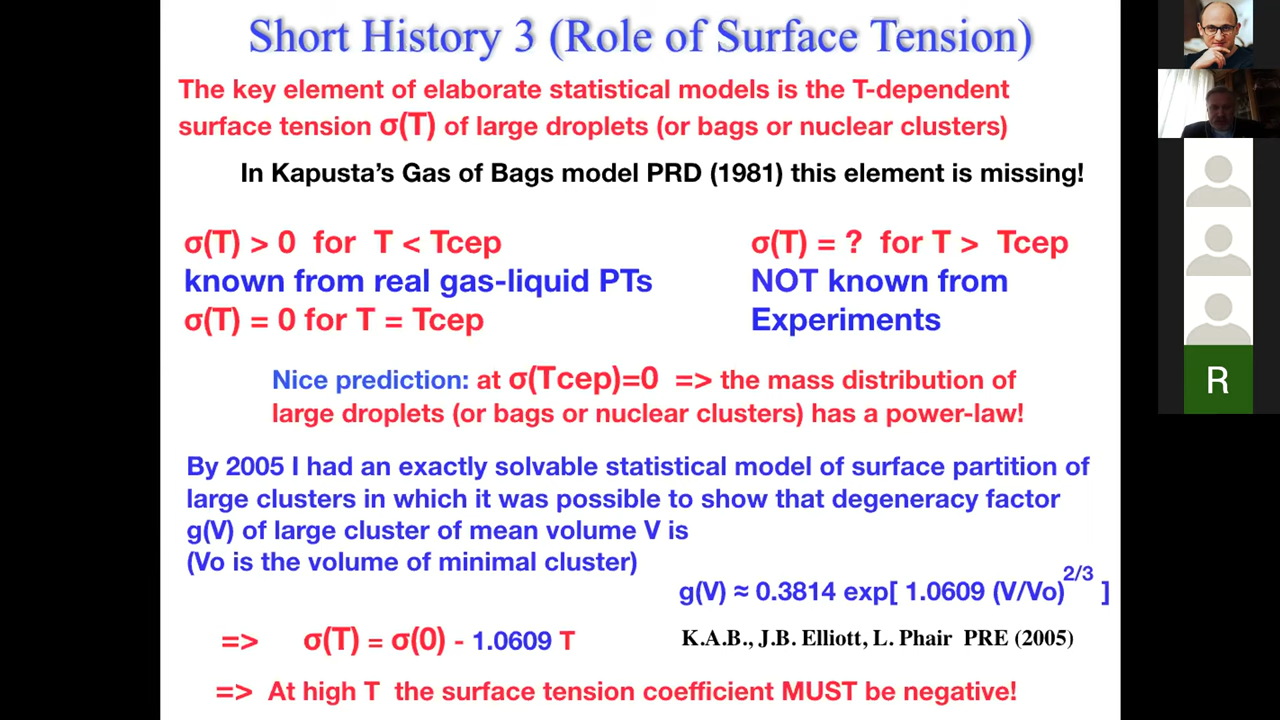 Short History 3 (Role of Surface Tension)
The key element of elaborate statistical models is the T-dependent
surface tension σ(T) of large droplets (or bags or nuclear clusters)
In Kapusta's Gas of Bags model PRD (1981) this element is missing!
σ(T) > 0 for T < Tcep
known from real gas-liquid PTs
σ(T) = 0 for T = Tcep
σ(T) = ? for T > Tcep
NOT known from
Experiments
Nice prediction: at σ(Tcep)=0 => the mass distribution of
large droplets (or bags or nuclear clusters) has a power-law!
By 2005 I had an exactly solvable statistical model of surface partition of
large clusters in which it was possible to show that degeneracy factor
g(V) of large cluster of mean volume V is
(Vo is the volume of minimal cluster)
g(V) ≈ 0.3814 exp[ 1.0609 (V/Vo)^2/3 ]
=> σ(T) = σ(0) - 1.0609 T
K.A.B., J.B. Elliott, L. Phair PRE (2005)
=> At high T the surface tension coefficient MUST be negative!
R